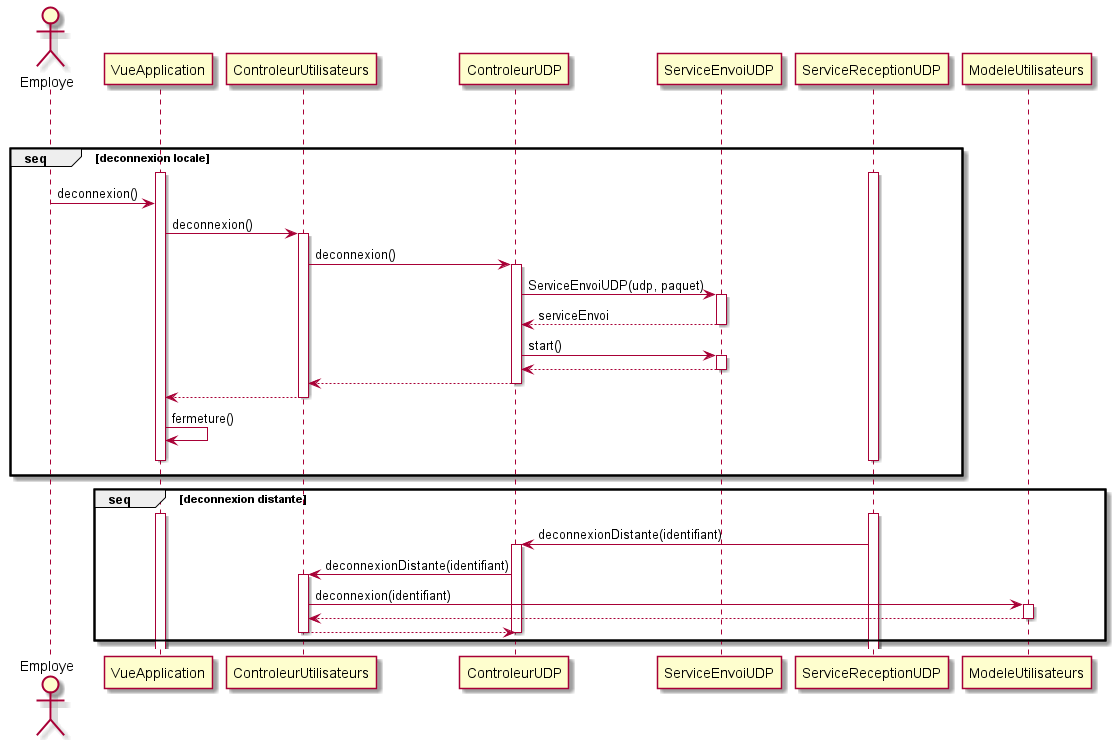 Employe
VueApplication
ControleurUtilisateurs
ControleurUDP
ServiceEnvoiUDP
ServiceReceptionUDP
ModeleUtilisateurs
seq [deconnexion locale]
deconnexion()
deconnexion()
deconnexion()
ServiceEnvoiUDP(udp, paquet)
serviceEnvoi
start()
fermeture()
seq [deconnexion distante]
deconnexionDistante(identifiant)
deconnexionDistante(identifiant)
deconnexion(identifiant)
Employe
VueApplication
ControleurUtilisateurs
ControleurUDP
ServiceEnvoiUDP
ServiceReceptionUDP
ModeleUtilisateurs